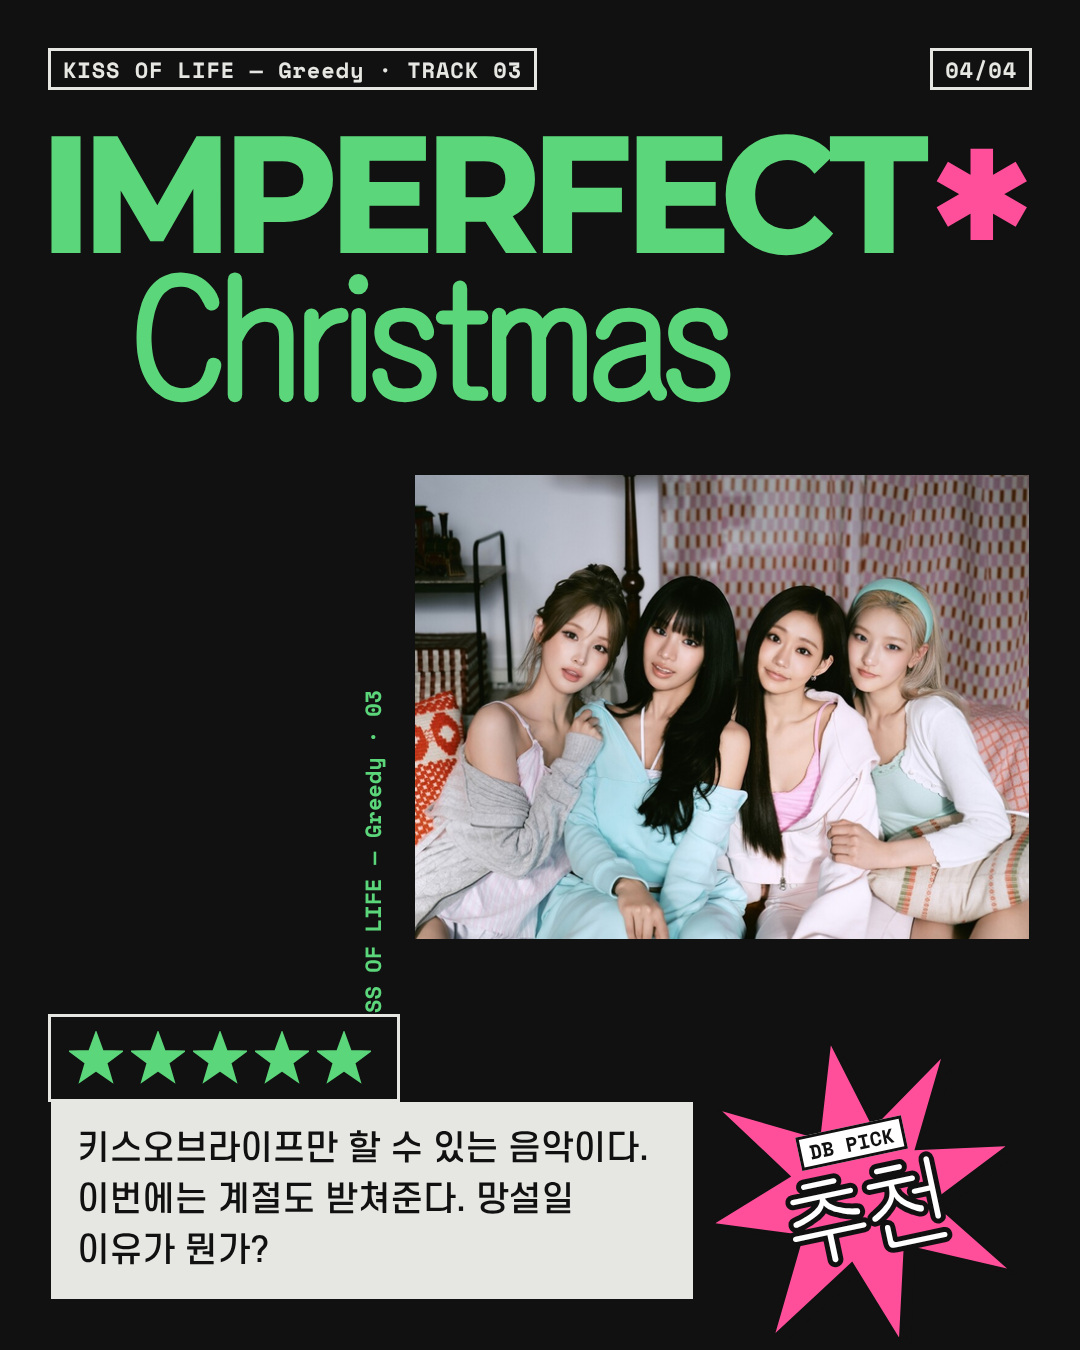 KISS OF LIFE — Greedy · TRACK 03
04/04
IMPERFECT*
Christmas
SS OF LIFE — Greedy · 03
★★★★★
키스오브라이프만 할 수 있는 음악이다.
이번에는 계절도 받쳐준다. 망설일
이유가 뭔가?
DB PICK
추천